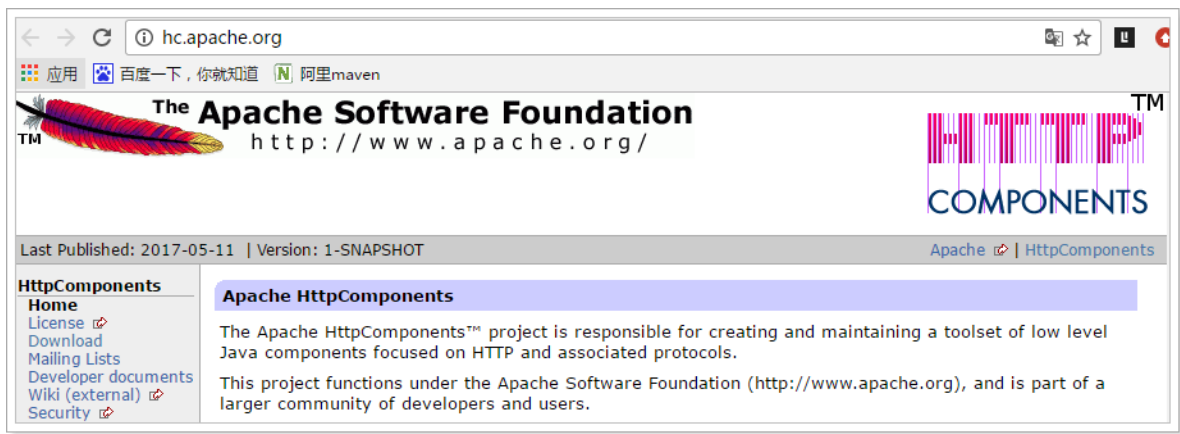 hc.apache.org
应用 百度一下，你就知道 N 阿里maven
The Apache Software Foundation
http://www.apache.org/
TM
TM
HTTP
COMPONENTS
Last Published: 2017-05-11 | Version: 1-SNAPSHOT
Apache | HttpComponents
HttpComponents
Home
License
Download
Mailing Lists
Developer documents
Wiki (external)
Security
Apache HttpComponents
The Apache HttpComponents™ project is responsible for creating and maintaining a toolset of low level
Java components focused on HTTP and associated protocols.
This project functions under the Apache Software Foundation (http://www.apache.org), and is part of a
larger community of developers and users.